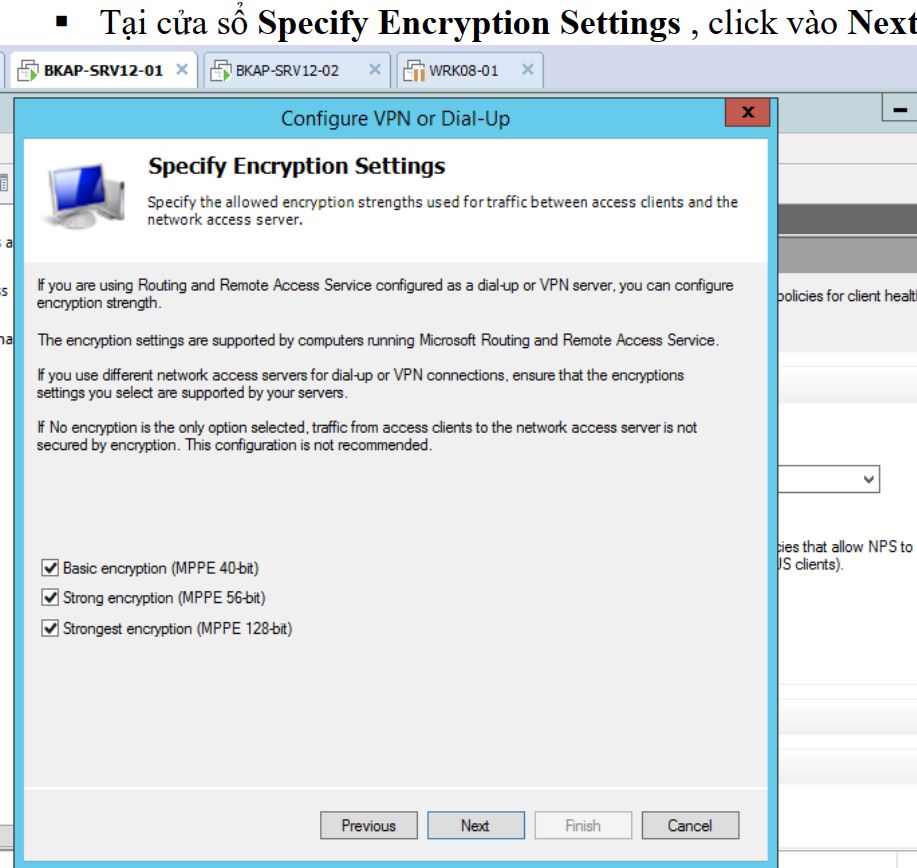 ▪ Tại cửa sổ Specify Encryption Settings , click vào Next
BKAP-SRV12-01 BKAP-SRV12-02 WRK08-01
Configure VPN or Dial-Up
x
Specify Encryption Settings
Specify the allowed encryption strengths used for traffic between access clients and the
network access server.
If you are using Routing and Remote Access Service configured as a dial-up or VPN server, you can configure
encryption strength.
policies for client healt
The encryption settings are supported by computers running Microsoft Routing and Remote Access Service.
If you use different network access servers for dial-up or VPN connections, ensure that the encryptions
settings you select are supported by your servers.
If No encryption is the only option selected, traffic from access clients to the network access server is not
secured by encryption. This configuration is not recommended.
cies that allow NPS to
US clients).
Basic encryption (MPPE 40-bit)
Strong encryption (MPPE 56-bit)
Strongest encryption (MPPE 128-bit)
Previous Next Finish Cancel